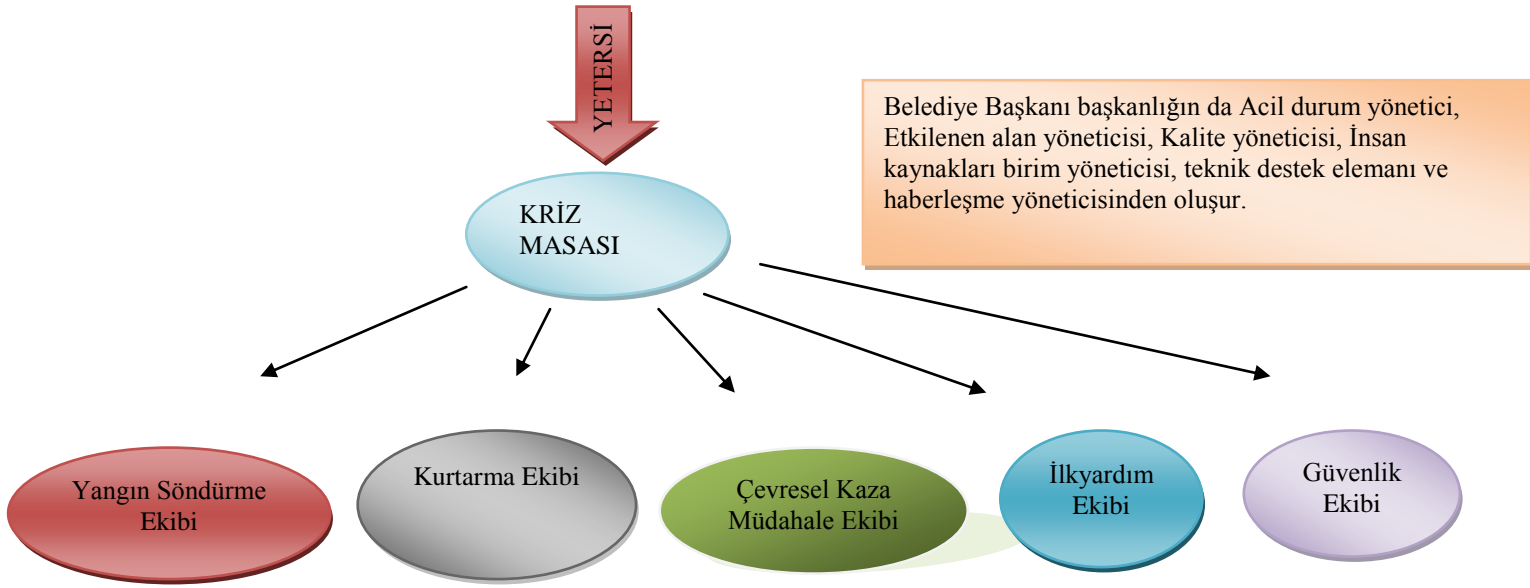 YETERSİ
Belediye Başkanı başkanlığın da Acil durum yönetici,
Etkilenen alan yöneticisi, Kalite yöneticisi, İnsan
kaynakları birim yöneticisi, teknik destek elemanı ve
haberleşme yöneticisinden oluşur.
KRİZ
MASASI
Yangın Söndürme
Ekibi
Kurtarma Ekibi
Çevresel Kaza
Müdahale Ekibi
İlkyardım
Ekibi
Güvenlik
Ekibi